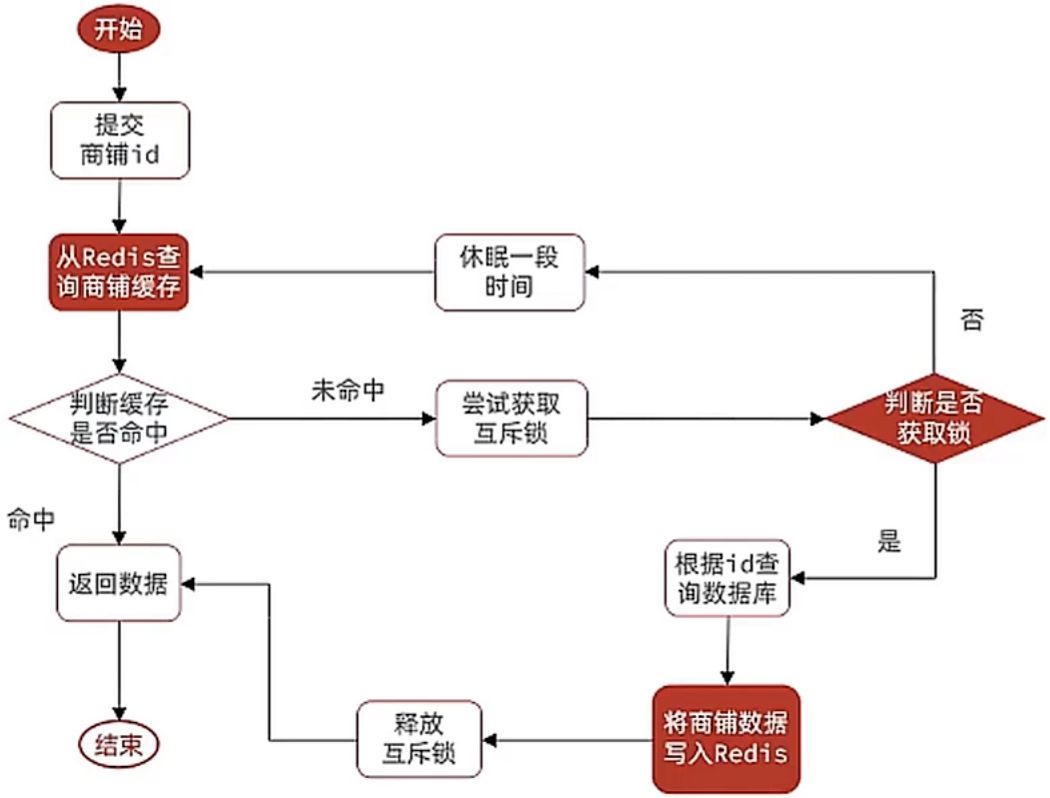 开始
提交
商铺id
从Redis查
询商铺缓存
休眠一段
时间
否
判断缓存
是否命中
未命中
尝试获取
互斥锁
判断是否
获取锁
命中
是
返回数据
根据id查
询数据库
将商铺数据
写入Redis
释放
互斥锁
结束